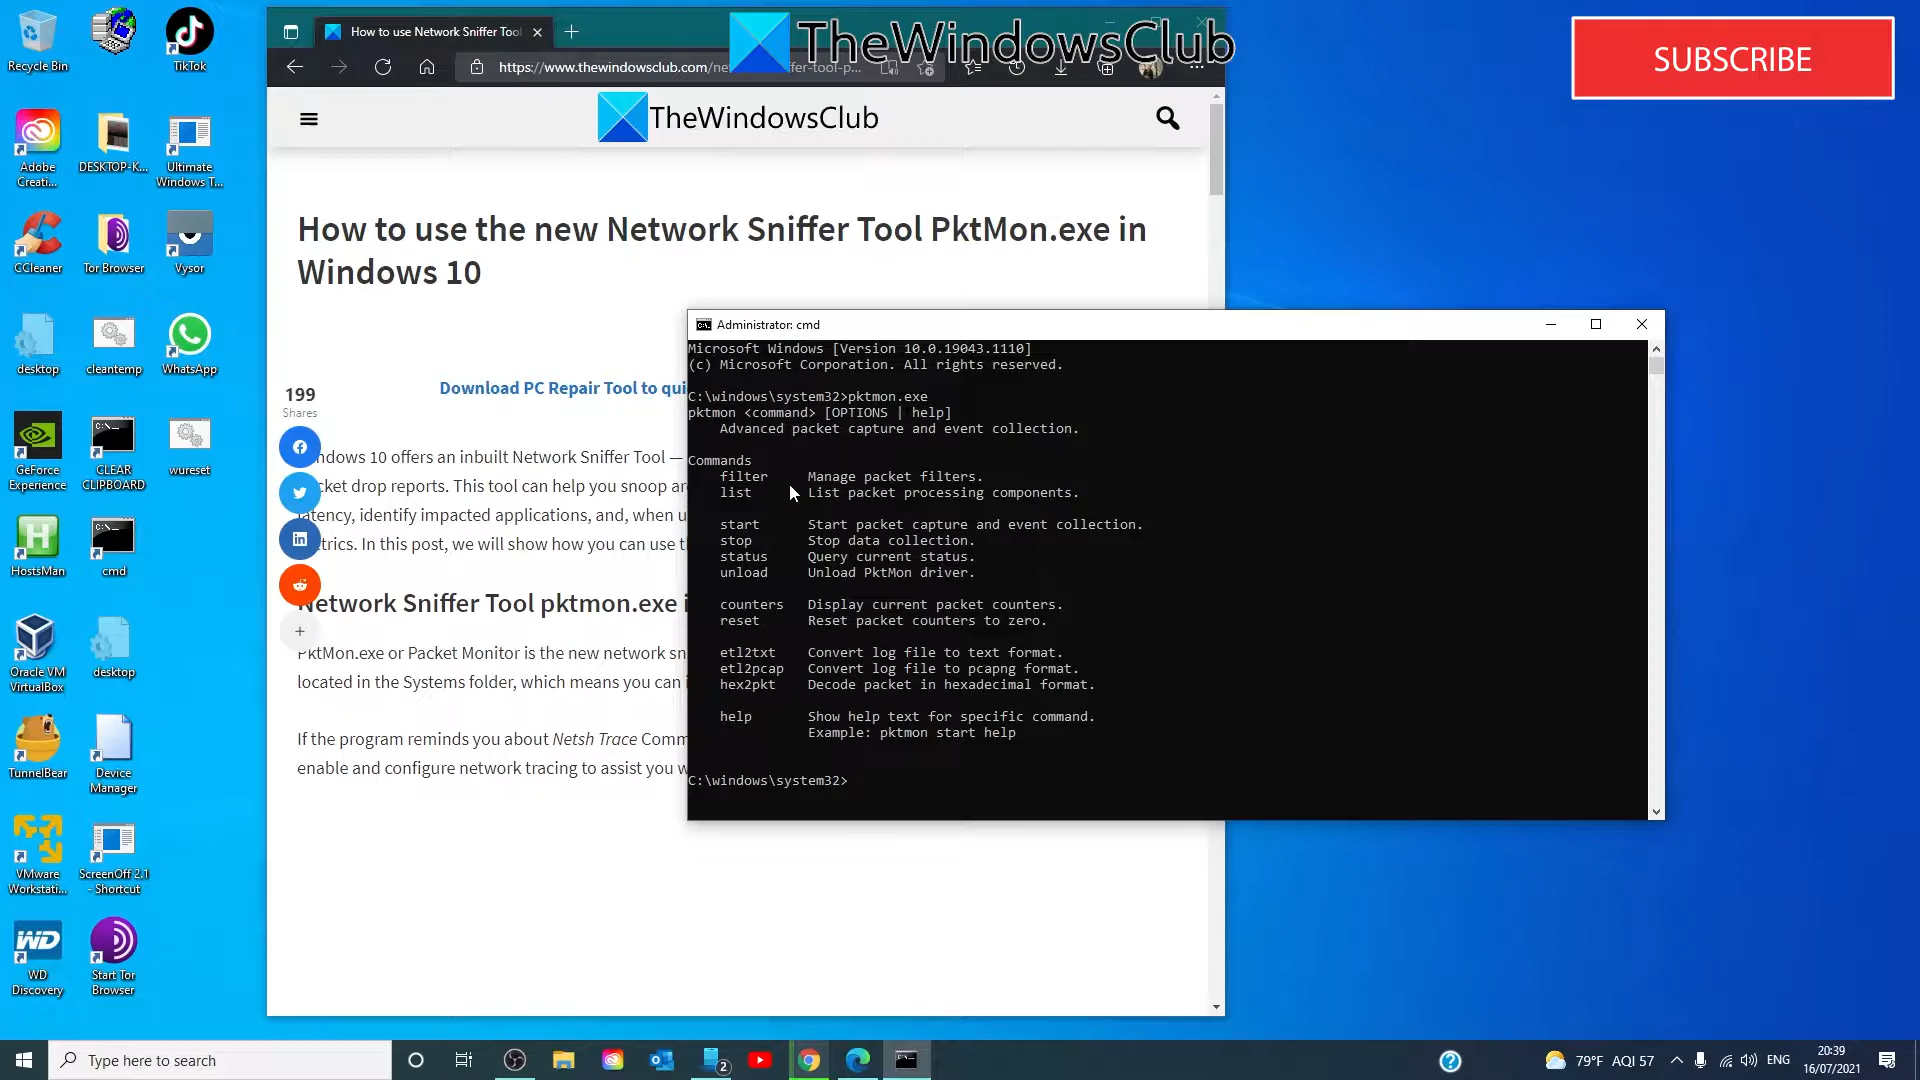 Recycle Bin
TikTok
Adobe
Creati...
DESKTOP-K...
Ultimate
Windows T...
CCleaner
Tor Browser
Vysor
desktop
cleantemp
WhatsApp
GeForce
Experience
CLEAR
CLIPBOARD
wureset
HostsMan
cmd
Oracle VM
VirtualBox
desktop
TunnelBear
Device
Manager
VMware
Workstati...
ScreenOff 2.1
- Shortcut
WD
WD
Discovery
Start Tor
Browser
How to use Network Sniffer Tool
TheWindowsClub
SUBSCRIBE
https://www.thewindowsclub.com/ne
fer-tool-p...
TheWindowsClub
How to use the new Network Sniffer Tool PktMon.exe in
Windows 10
199
Shares
Download PC Repair Tool to qui
ndows 10 offers an inbuilt Network Sniffer Tool —
cket drop reports. This tool can help you snoop ar
latency, identify impacted applications, and, when u
etrics. In this post, we will show how you can use t
Network Sniffer Tool pktmon.exe i
PktMon.exe or Packet Monitor is the new network sn
located in the Systems folder, which means you can i
If the program reminds you about Netsh Trace Comm
enable and configure network tracing to assist you w
Administrator: cmd
Microsoft Windows [Version 10.0.19043.1110]
(c) Microsoft Corporation. All rights reserved.
C:\windows\system32>pktmon.exe
pktmon <command> [OPTIONS | help]
Advanced packet capture and event collection.
Commands
filter Manage packet filters.
list List packet processing components.
start Start packet capture and event collection.
stop Stop data collection.
status Query current status.
unload Unload PktMon driver.
counters Display current packet counters.
reset Reset packet counters to zero.
etl2txt Convert log file to text format.
etl2pcap Convert log file to pcapng format.
hex2pkt Decode packet in hexadecimal format.
help Show help text for specific command.
Example: pktmon start help
C:\windows\system32>
Type here to search
2
79°F AQI 57
ENG
20:39
16/07/2021